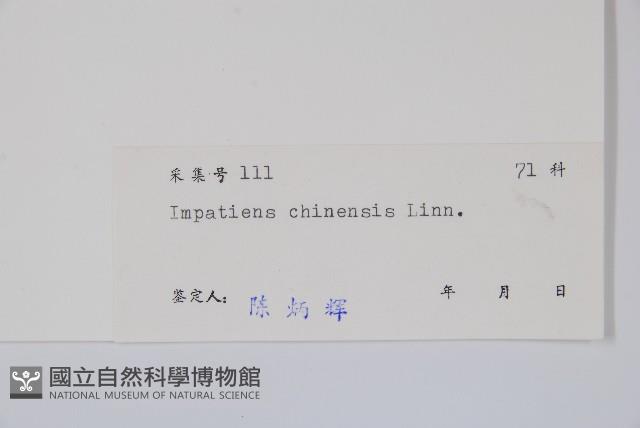 采集号 111 71 科
Impatiens chinensis Linn.
鉴定人: 陈炳辉 年 月 日
國立自然科學博物館
NATIONAL MUSEUM OF NATURAL SCIENCE